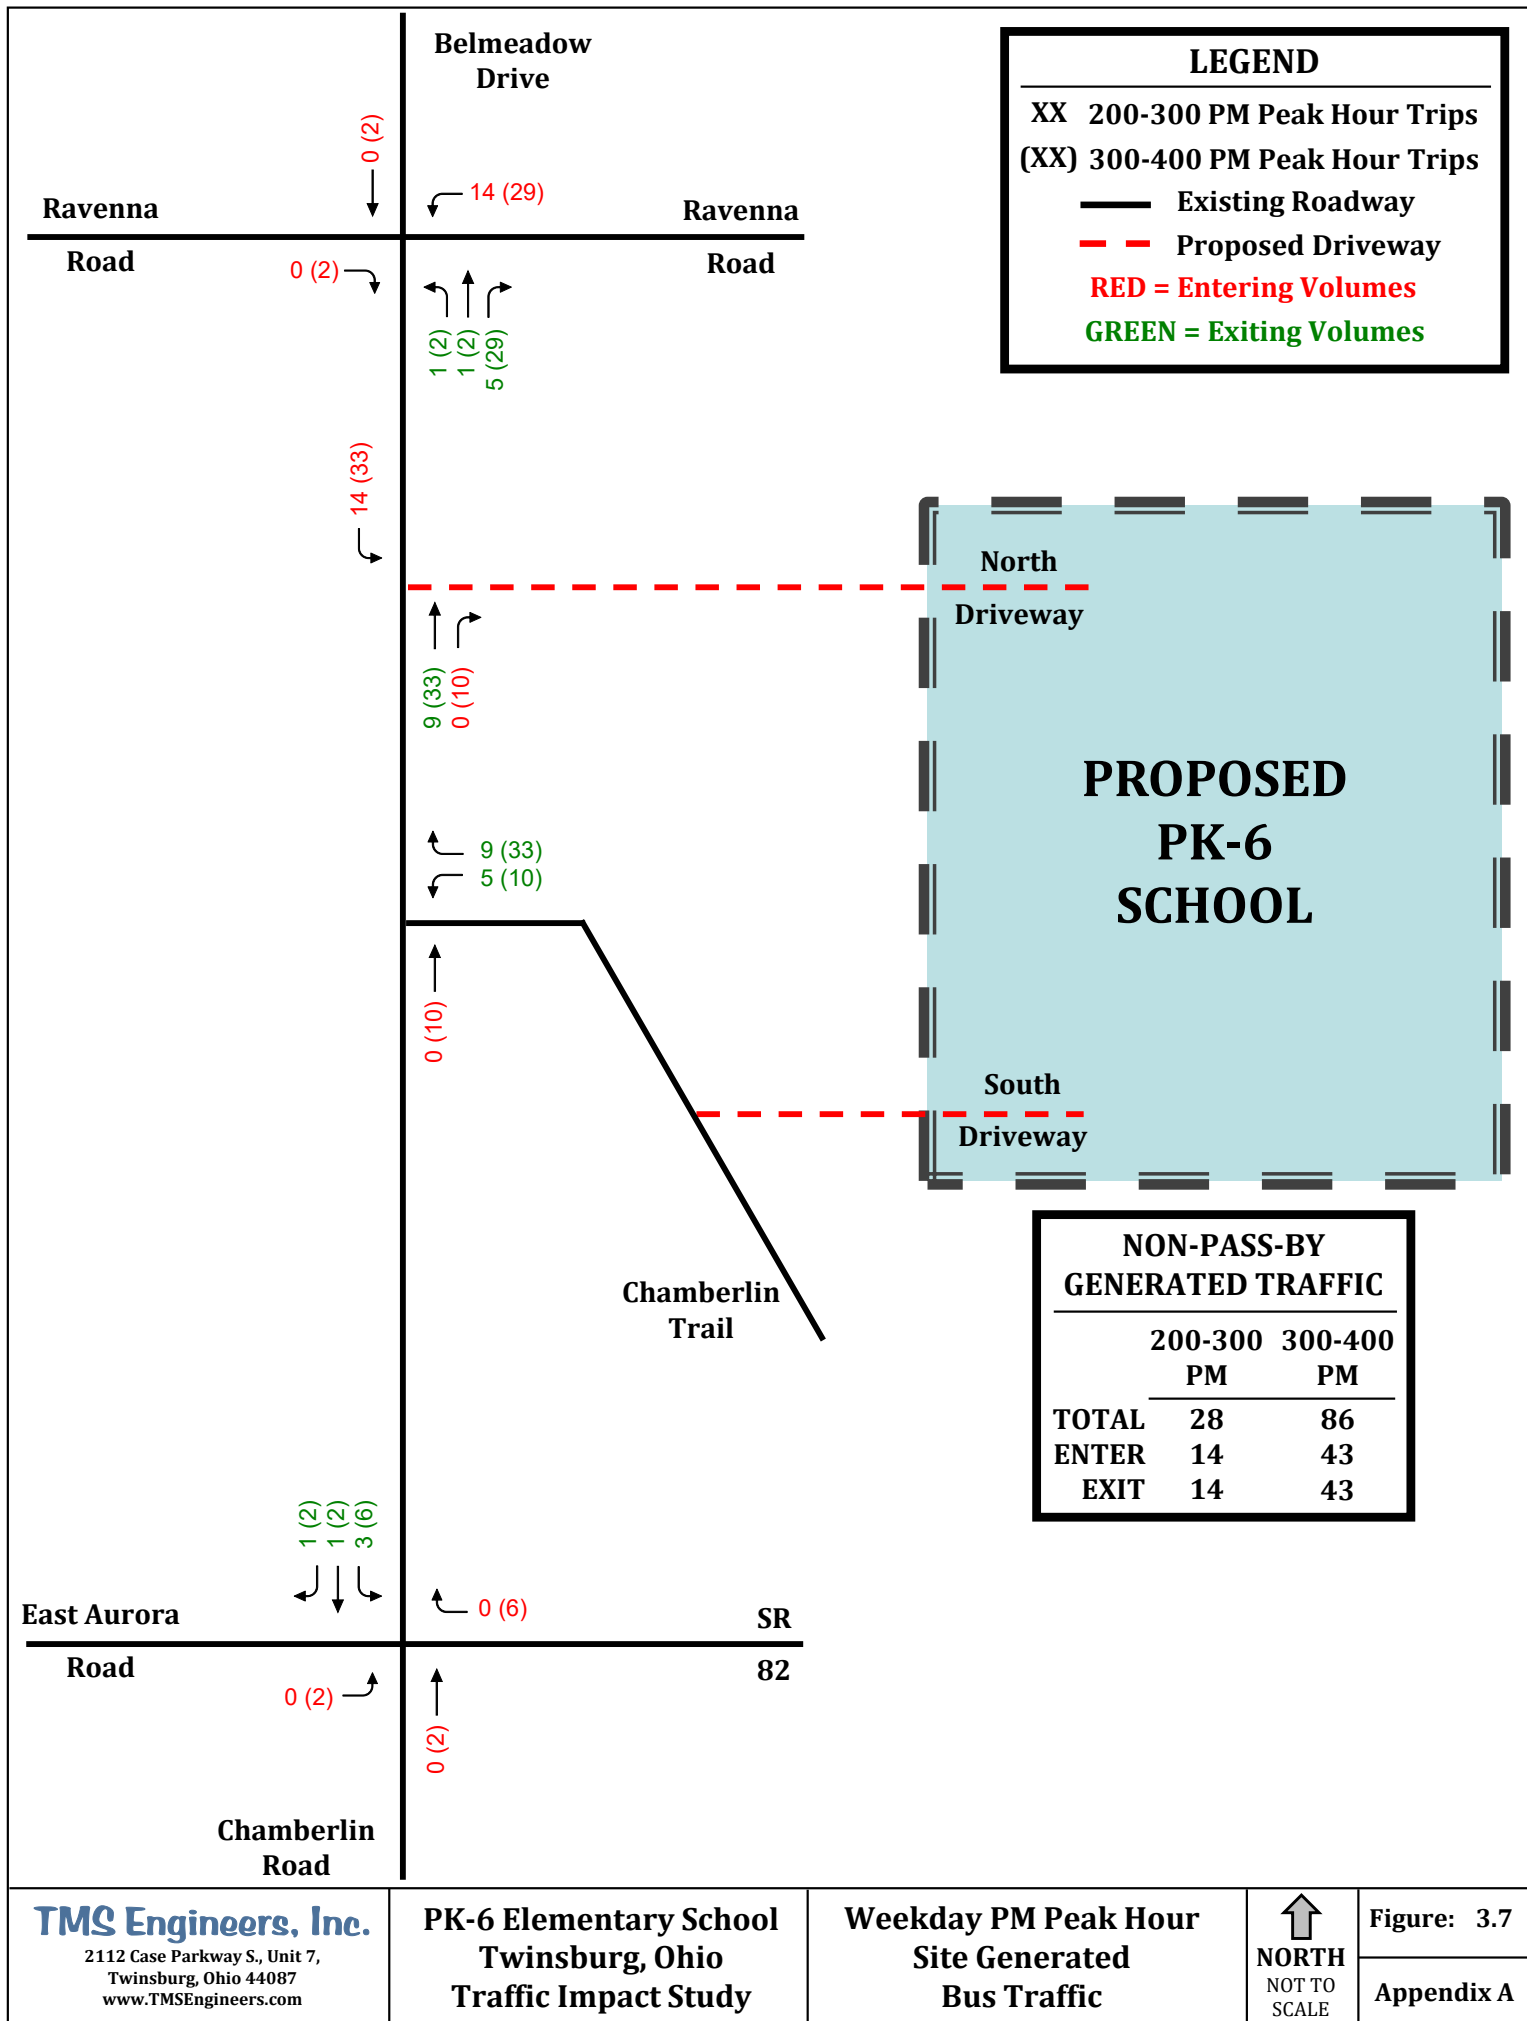 Belmeadow
Drive
LEGEND
XX 200-300 PM Peak Hour Trips
(XX) 300-400 PM Peak Hour Trips
Existing Roadway
Proposed Driveway
RED = Entering Volumes
GREEN = Exiting Volumes
0 (2)
14 (29)
Ravenna
Road
Ravenna
Road
0 (2)
1 (2)
1 (2)
5 (29)
14 (33)
North
Driveway
9 (33)
0 (10)
PROPOSED
PK-6
SCHOOL
9 (33)
5 (10)
0 (10)
South
Driveway
Chamberlin
Trail
NON-PASS-BY
GENERATED TRAFFIC
200-300 300-400
PM PM
TOTAL 28 86
ENTER 14 43
EXIT 14 43
1 (2)
1 (2)
3 (6)
0 (6)
East Aurora
Road
SR
82
0 (2)
0 (2)
Chamberlin
Road
TMS Engineers, Inc.
2112 Case Parkway S., Unit 7,
Twinsburg, Ohio 44087
www.TMSEngineers.com
PK-6 Elementary School
Twinsburg, Ohio
Traffic Impact Study
Weekday PM Peak Hour
Site Generated
Bus Traffic
NORTH
NOT TO
SCALE
Figure: 3.7
Appendix A